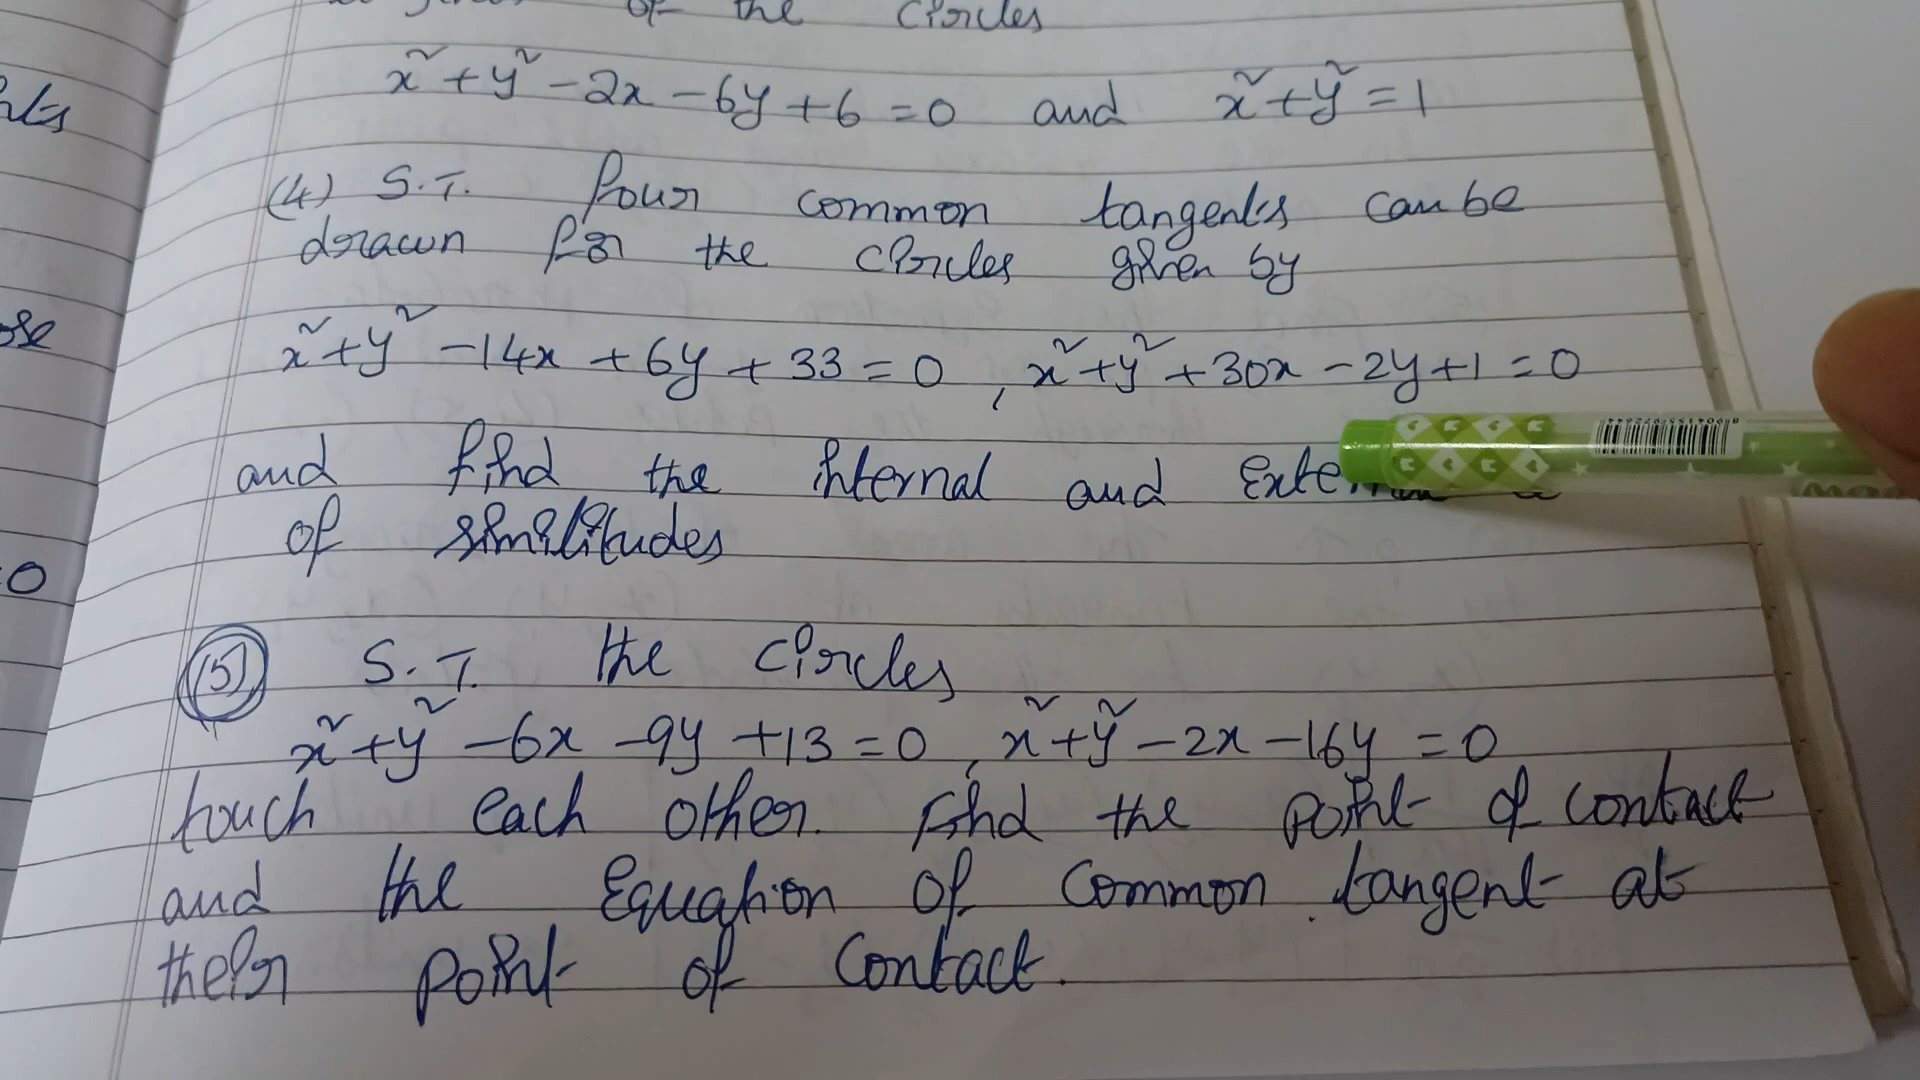 of the circles
x²+y²-2x-6y+6=0 and x²+y²=1
(4) S.T. four common tangents can be
drawn for the circles given by
x²+y²-14x+6y+33=0, x²+y²+30x-2y+1=0
and find the internal and
of similitudes
(5) S.T. the circles
x²+y²-6x-9y+13=0, x²+y²-2x-16y=0
touch each other. Find the point of contact
and the Equation of Common tangent at
their point of Contact.